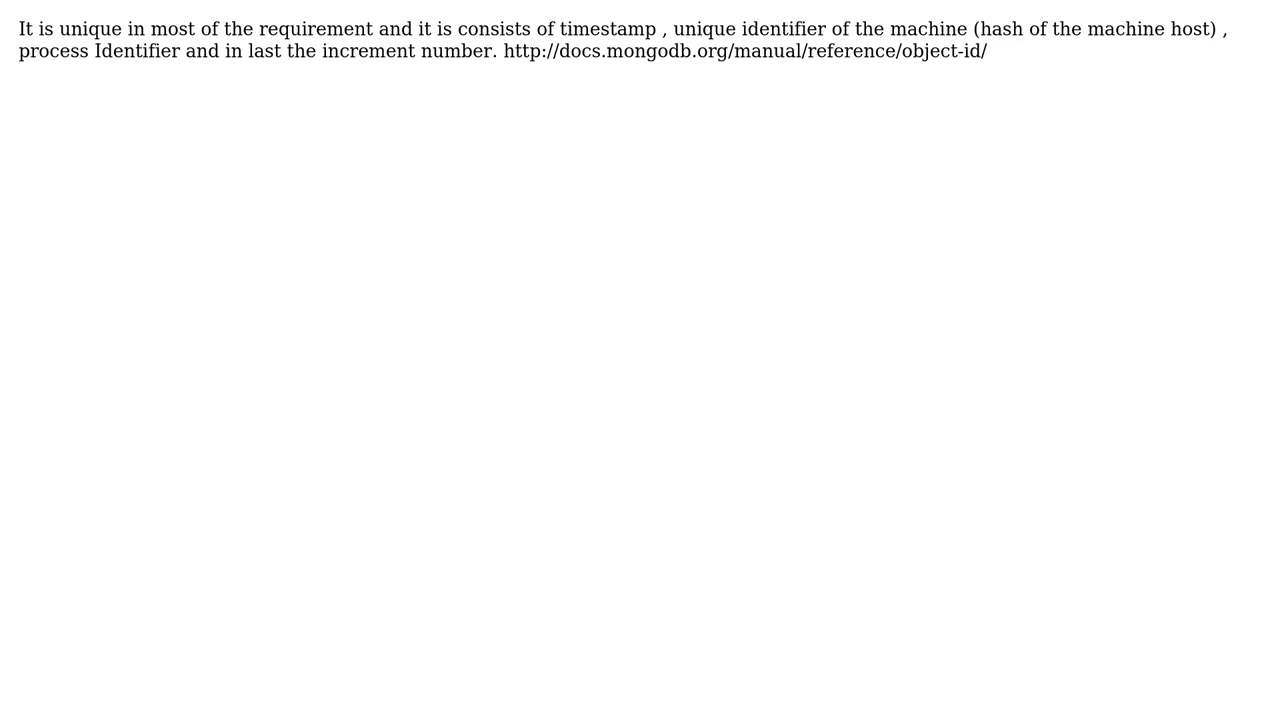 It is unique in most of the requirement and it is consists of timestamp , unique identifier of the machine (hash of the machine host) ,
process Identifier and in last the increment number. http://docs.mongodb.org/manual/reference/object-id/